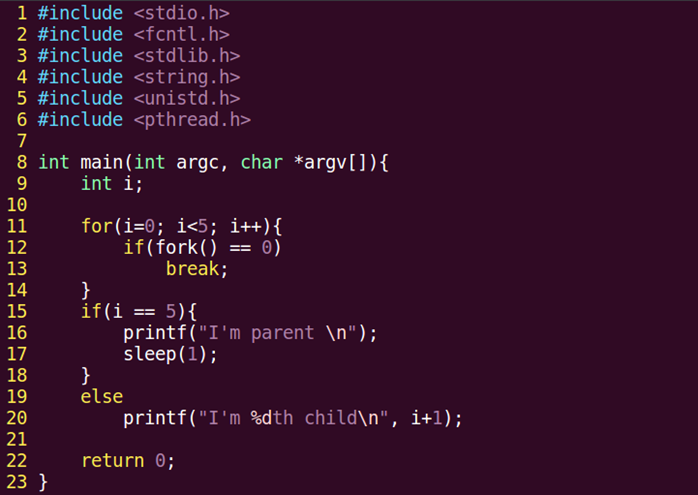 1 #include <stdio.h>
2 #include <fcntl.h>
3 #include <stdlib.h>
4 #include <string.h>
5 #include <unistd.h>
6 #include <pthread.h>
7
8 int main(int argc, char *argv[]){
9     int i;
10
11     for(i=0; i<5; i++){
12         if(fork() == 0)
13             break;
14     }
15     if(i == 5){
16         printf("I'm parent \n");
17         sleep(1);
18     }
19     else
20         printf("I'm %dth child\n", i+1);
21
22     return 0;
23 }